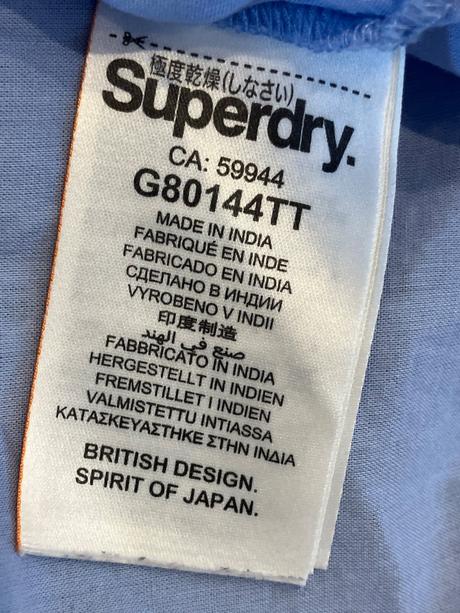 極度乾燥(しなさい)
Superdry.
CA: 59944
G80144TT
MADE IN INDIA
FABRIQUÉ EN INDE
FABRICADO EN INDIA
СДЕЛАНО В ИНДИИ
VYROBENO V INDII
印度制造
صنع في الهند
FABBRICATO IN INDIA
HERGESTELLT IN INDIEN
FREMSTILLET I INDIEN
VALMISTETTU INTIASSA
ΚΑΤΑΣΚΕΥΑΣΤΗΚΕ ΣΤΗΝ ΙΝΔΙΑ
BRITISH DESIGN.
SPIRIT OF JAPAN.